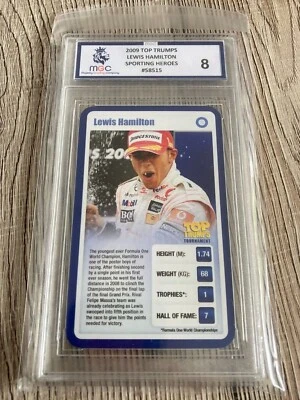 2009 TOP TRUMPS
LEWIS HAMILTON
SPORTING HEROES
#58515
MGC
8
Lewis Hamilton
BRIDGESTONE
S 200
Mobil
TOP
TRUMPS
TOURNAMENT
The youngest ever Formula One
World Champion, Hamilton is
one of the poster boys of
racing. After finishing second
by a single point in his first
ever season, he went the full
distance in 2008 to clinch the
Championship on the final lap
of the final Grand Prix. Rival
Felipe Massa's team was
already celebrating as Lewis
swooped into fifth position in
the race to give him the points
needed for victory.
HEIGHT (M): 1.74
WEIGHT (KG): 68
TROPHIES*: 1
HALL OF FAME: 7
*Formula One World Championships